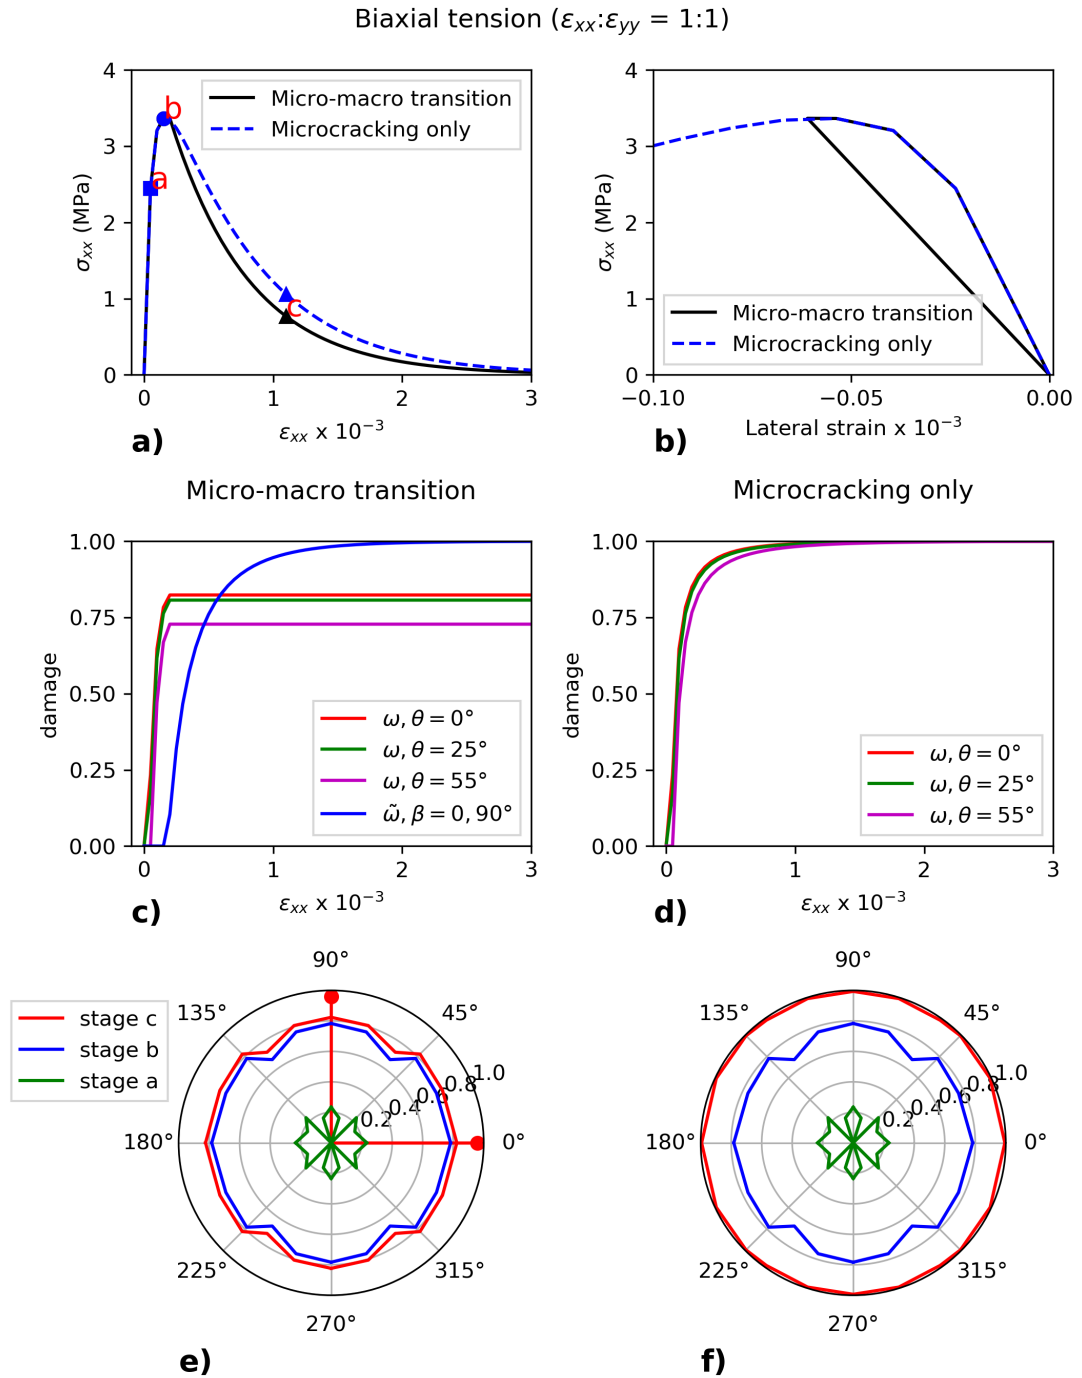 Biaxial tension (εxx:εyy = 1:1)
4
3
2
1
0
σxx (MPa)
b
a
c
Micro-macro transition
Microcracking only
0
1
2
3
εxx x 10⁻³
a)
4
3
2
1
0
σxx (MPa)
Micro-macro transition
Microcracking only
−0.10
−0.05
0.00
Lateral strain x 10⁻³
b)
Micro-macro transition
1.00
0.75
0.50
0.25
0.00
damage
ω, θ = 0°
ω, θ = 25°
ω, θ = 55°
ω̃, β = 0, 90°
0
1
2
3
εxx x 10⁻³
c)
Microcracking only
1.00
0.75
0.50
0.25
0.00
damage
ω, θ = 0°
ω, θ = 25°
ω, θ = 55°
0
1
2
3
εxx x 10⁻³
d)
stage c
stage b
stage a
90°
135°
45°
180°
0°
225°
315°
270°
0.2
0.4
0.6
0.8
1.0
e)
90°
135°
45°
180°
0°
225°
315°
270°
0.2
0.4
0.6
0.8
1.0
f)